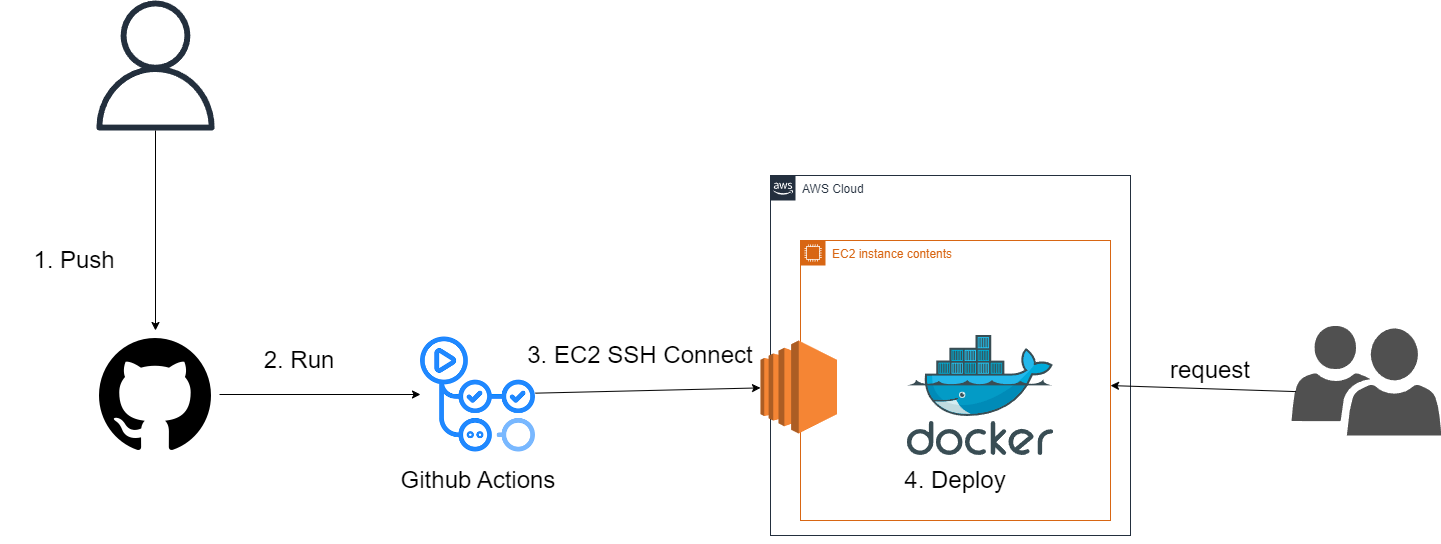 aws
AWS Cloud
EC2 instance contents
1. Push
2. Run
3. EC2 SSH Connect
request
docker
Github Actions
4. Deploy